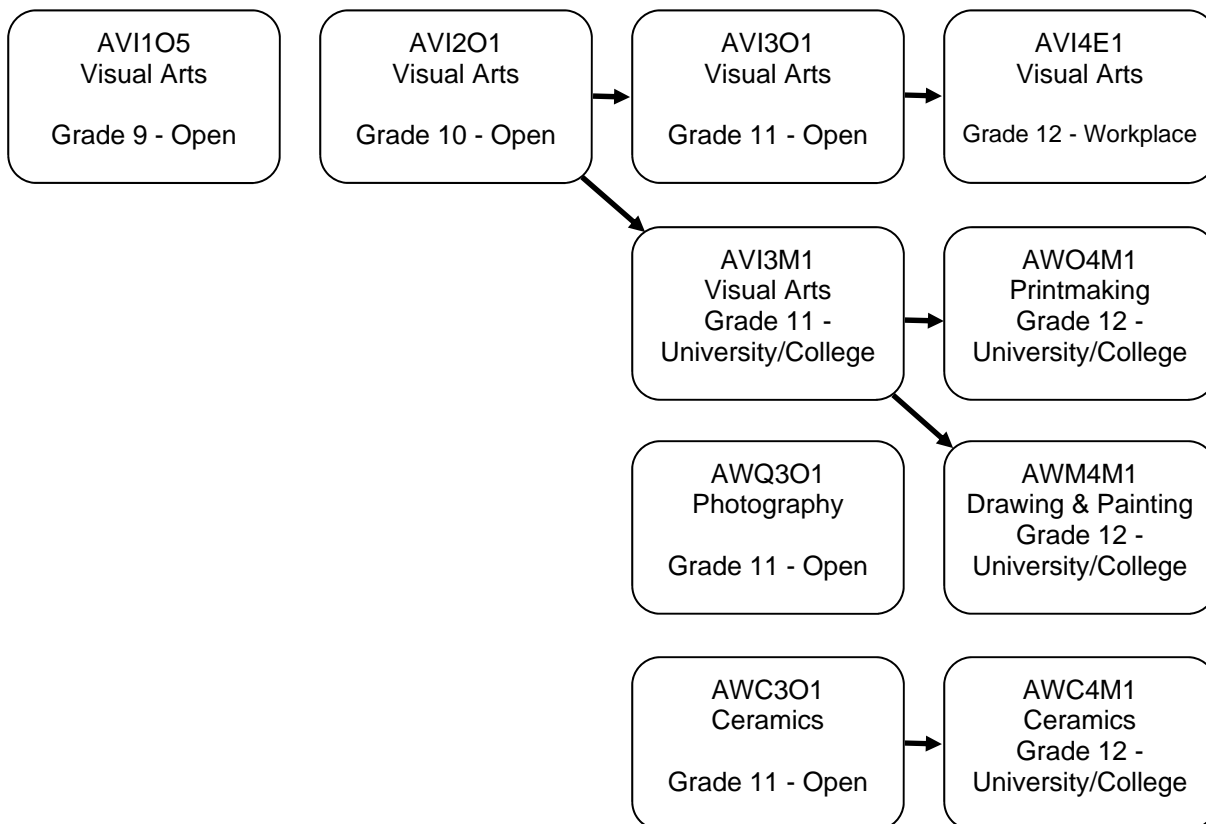 AVI1O5
Visual Arts
Grade 9 - Open
AVI2O1
Visual Arts
Grade 10 - Open
AVI3O1
Visual Arts
Grade 11 - Open
AVI4E1
Visual Arts
Grade 12 - Workplace
AVI3M1
Visual Arts
Grade 11 -
University/College
AWO4M1
Printmaking
Grade 12 -
University/College
AWQ3O1
Photography
Grade 11 - Open
AWM4M1
Drawing & Painting
Grade 12 -
University/College
AWC3O1
Ceramics
Grade 11 - Open
AWC4M1
Ceramics
Grade 12 -
University/College